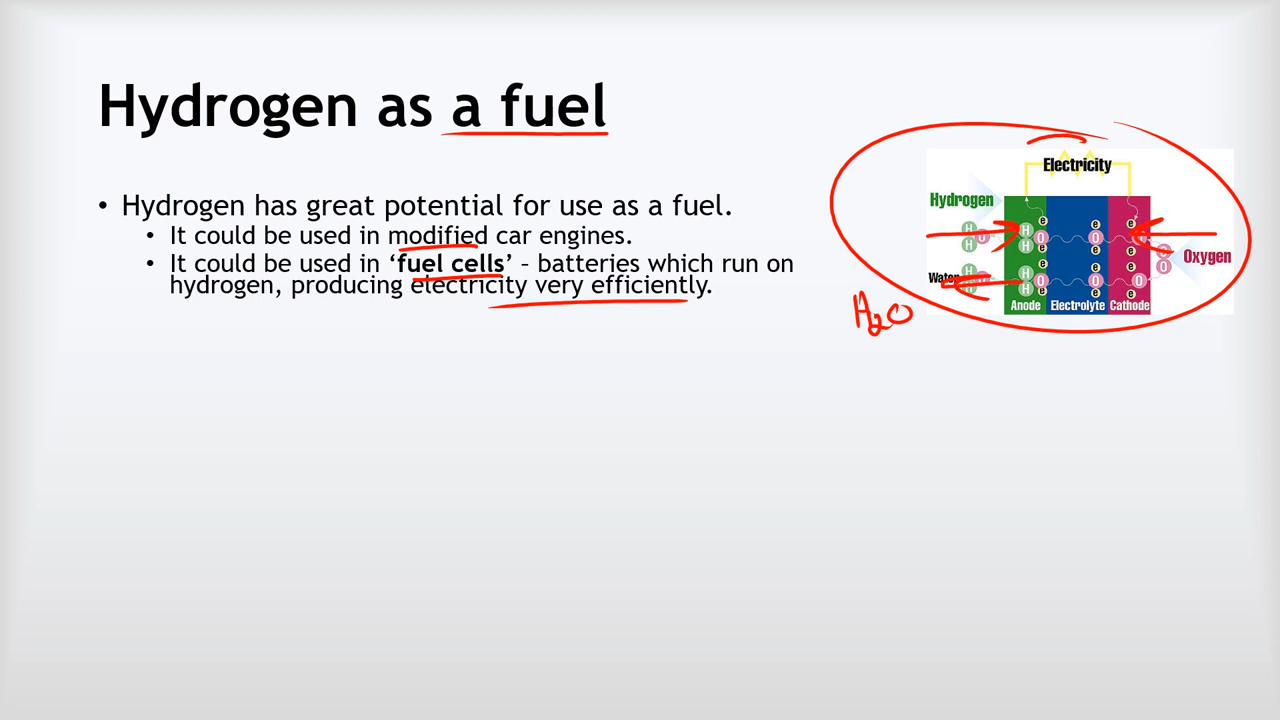 Hydrogen as a fuel
• Hydrogen has great potential for use as a fuel.
• It could be used in modified car engines.
• It could be used in ‘fuel cells’ – batteries which run on
hydrogen, producing electricity very efficiently.
Electricity
Hydrogen
e e e
H O O O
H
e e e
Oxygen
O
O
e e e
Water
H O O O
H
e e e
Anode Electrolyte Cathode
H₂O